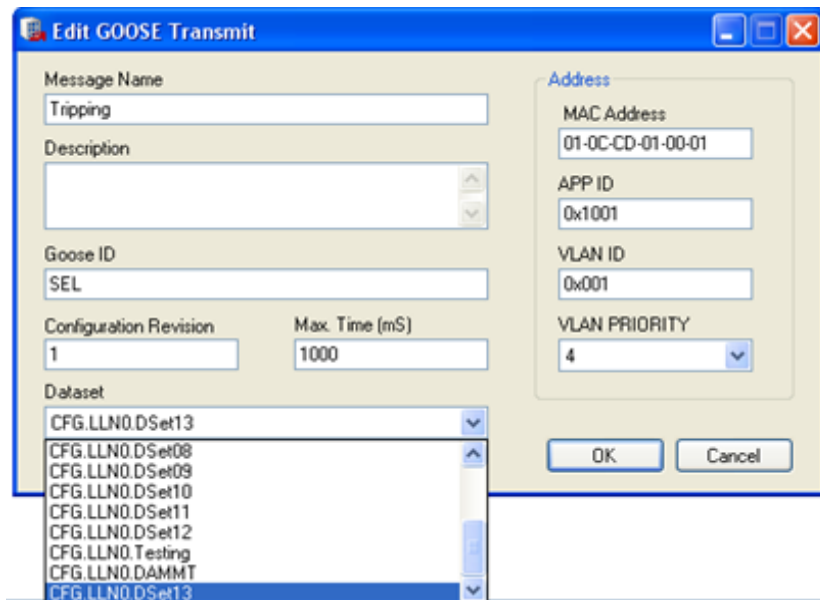 Edit GOOSE Transmit
Message Name
Tripping
Description
Goose ID
SEL
Configuration Revision
Max. Time (mS)
1
1000
Dataset
CFG.LLN0.DSet13
CFG.LLN0.DSet08
CFG.LLN0.DSet09
CFG.LLN0.DSet10
CFG.LLN0.DSet11
CFG.LLN0.DSet12
CFG.LLN0.Testing
CFG.LLN0.DAMMT
CFG.LLN0.DSet13
Address
MAC Address
01-0C-CD-01-00-01
APP ID
0x1001
VLAN ID
0x001
VLAN PRIORITY
4
OK
Cancel